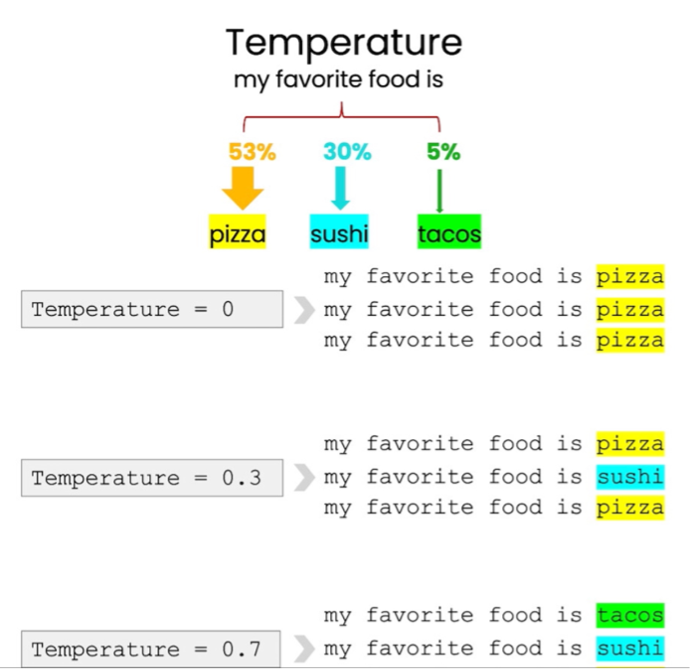 Temperature
my favorite food is
53% 30% 5%
pizza sushi tacos
my favorite food is pizza
Temperature = 0 my favorite food is pizza
my favorite food is pizza
my favorite food is pizza
Temperature = 0.3 my favorite food is sushi
my favorite food is pizza
my favorite food is tacos
Temperature = 0.7 my favorite food is sushi